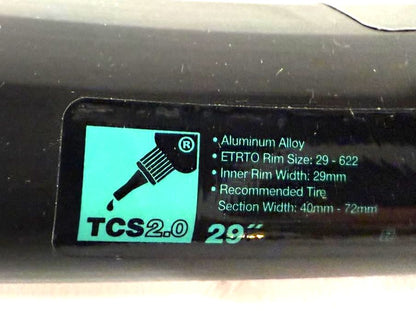 ®
• Aluminum Alloy
• ETRTO Rim Size: 29 - 622
• Inner Rim Width: 29mm
• Recommended Tire
Section Width: 40mm - 72mm
TCS2.0
29"